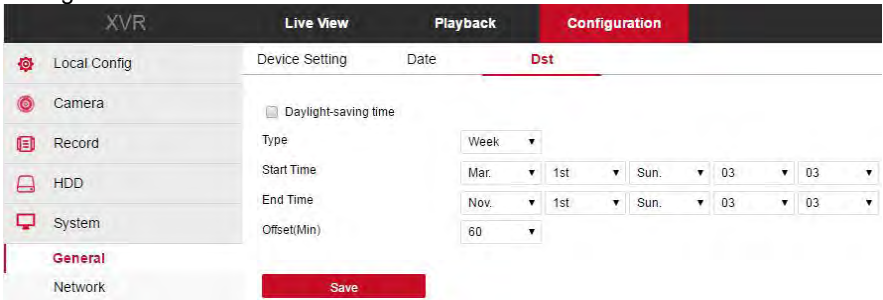 XVR Live View Playback Configuration
Local Config Device Setting Date Dst
Camera Daylight-saving time
Record Type Week
HDD Start Time Mar. 1st Sun. 03 03
End Time Nov. 1st Sun. 03 03
System Offset(Min) 60
General
Network Save